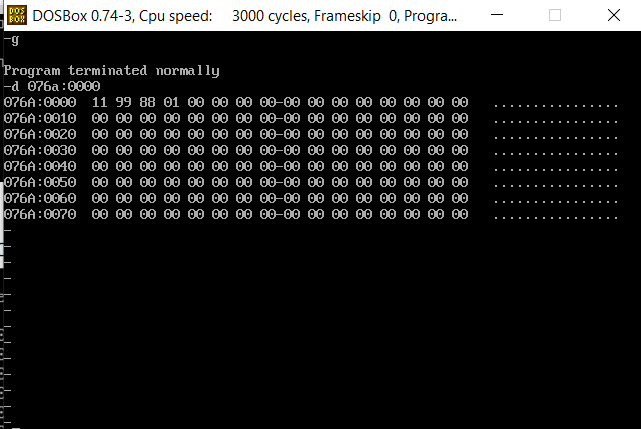 DOS BOX DOSBox 0.74-3, Cpu speed: 3000 cycles, Frameskip 0, Progra...
-g
Program terminated normally
-d 076a:0000
076A:0000 11 99 88 01 00 00 00 00-00 00 00 00 00 00 00 00 ................
076A:0010 00 00 00 00 00 00 00 00-00 00 00 00 00 00 00 00 ................
076A:0020 00 00 00 00 00 00 00 00-00 00 00 00 00 00 00 00 ................
076A:0030 00 00 00 00 00 00 00 00-00 00 00 00 00 00 00 00 ................
076A:0040 00 00 00 00 00 00 00 00-00 00 00 00 00 00 00 00 ................
076A:0050 00 00 00 00 00 00 00 00-00 00 00 00 00 00 00 00 ................
076A:0060 00 00 00 00 00 00 00 00-00 00 00 00 00 00 00 00 ................
076A:0070 00 00 00 00 00 00 00 00-00 00 00 00 00 00 00 00 ................
-
-
-
-
-
-
-
-
-
-
-
-
-_